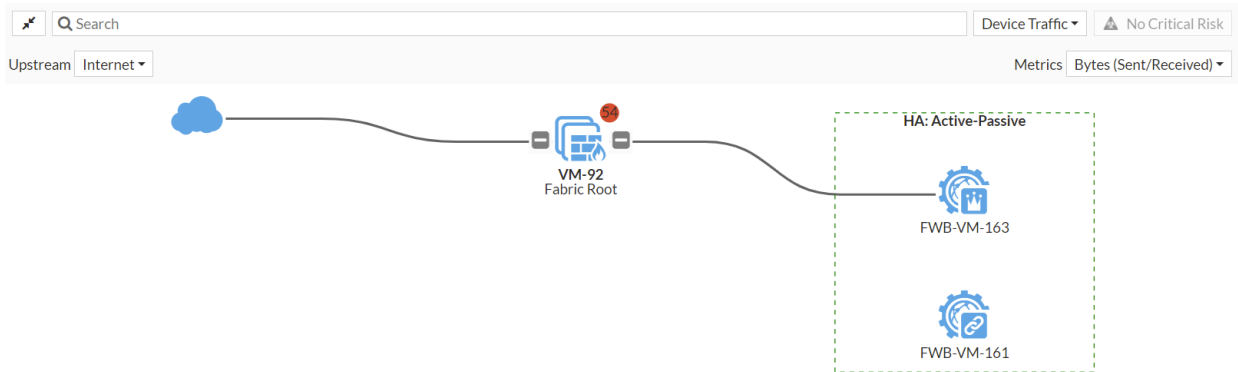 Search
Device Traffic
No Critical Risk
Upstream Internet
Metrics Bytes (Sent/Received)
54
HA: Active-Passive
VM-92
Fabric Root
FWB-VM-163
FWB-VM-161